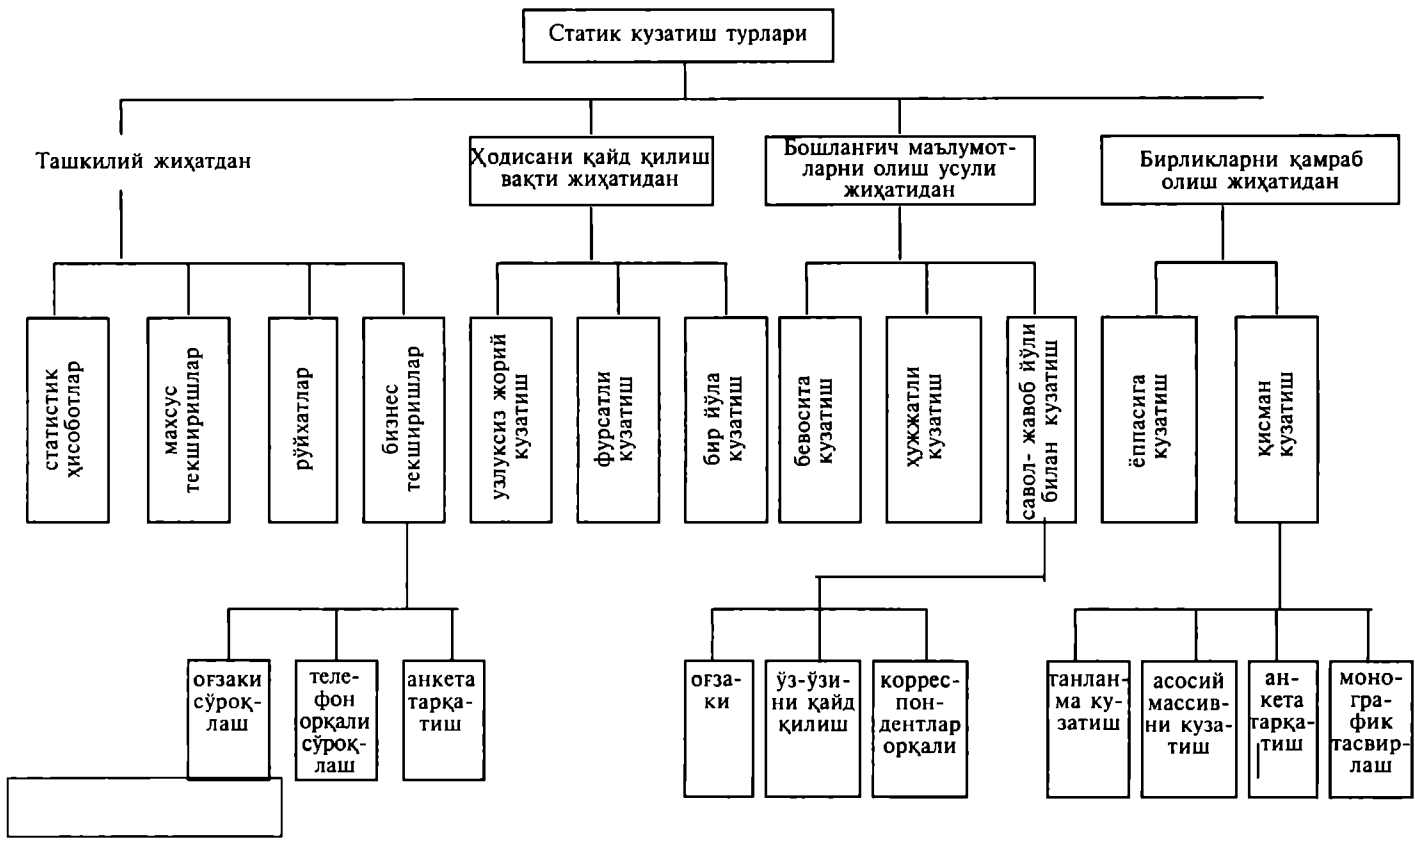 Статик кузатиш турлари
Ташкилий жиҳатдан
Ҳодисани қайд қилиш
вақти жиҳатидан
Бошланғич маълумот-
ларни олиш усули
жиҳатидан
Бирликларни қамраб
олиш жиҳатидан
статистик
ҳисоботлар
махсус
текширишлар
рўйхатлар
бизнес
текширишлар
узлуксиз жорий
кузатиш
фурсатли
кузатиш
бир йўла
кузатиш
бевосита
кузатиш
ҳужжатли
кузатиш
савол- жавоб йўли
билан кузатиш
ёппасига
кузатиш
қисман
кузатиш
оғзаки
сўроқ-
лаш
теле-
фон
орқали
сўроқ-
лаш
анкета
тарқа-
тиш
оғза-
ки
ўз-ўзи-
ни қайд
қилиш
коррес-
пон-
дентлар
орқали
танлан-
ма ку-
затиш
асосий
массив-
ни куза-
тиш
ан-
кета
тарқа-
тиш
моно-
гра-
фик
тасвир-
лаш